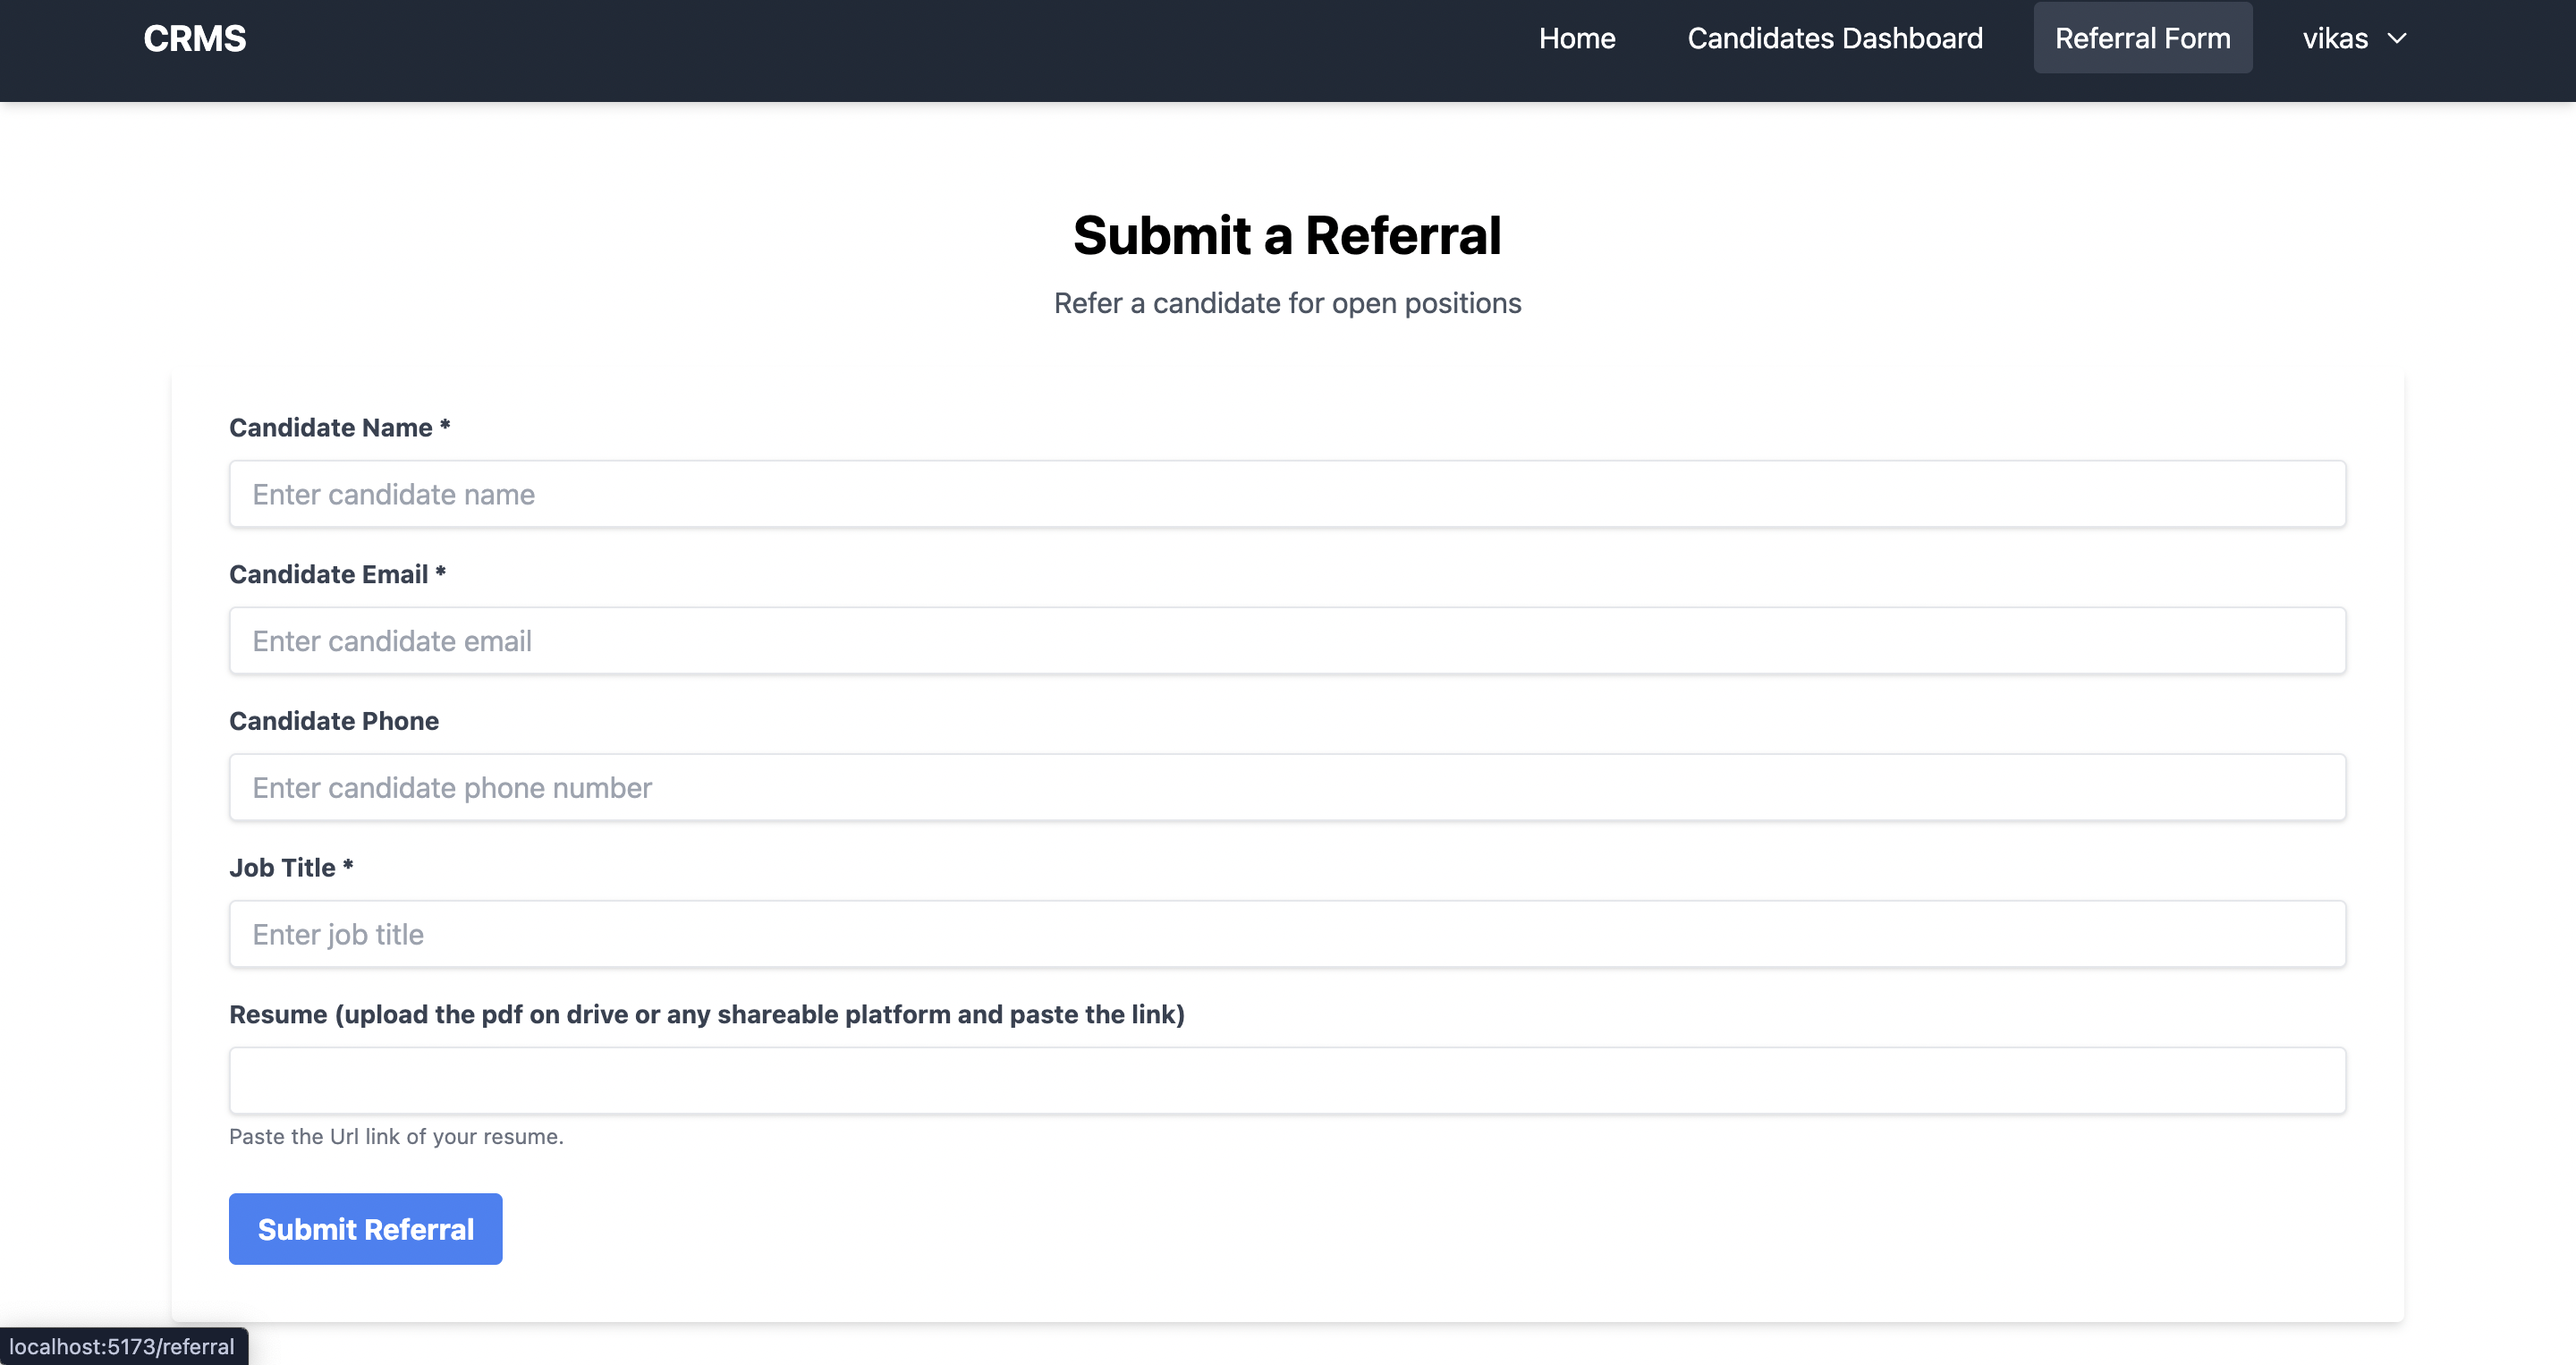 CRMS
Home Candidates Dashboard Referral Form vikas
Submit a Referral
Refer a candidate for open positions
Candidate Name *
Enter candidate name
Candidate Email *
Enter candidate email
Candidate Phone
Enter candidate phone number
Job Title *
Enter job title
Resume (upload the pdf on drive or any shareable platform and paste the link)
Paste the Url link of your resume.
Submit Referral
localhost:5173/referral